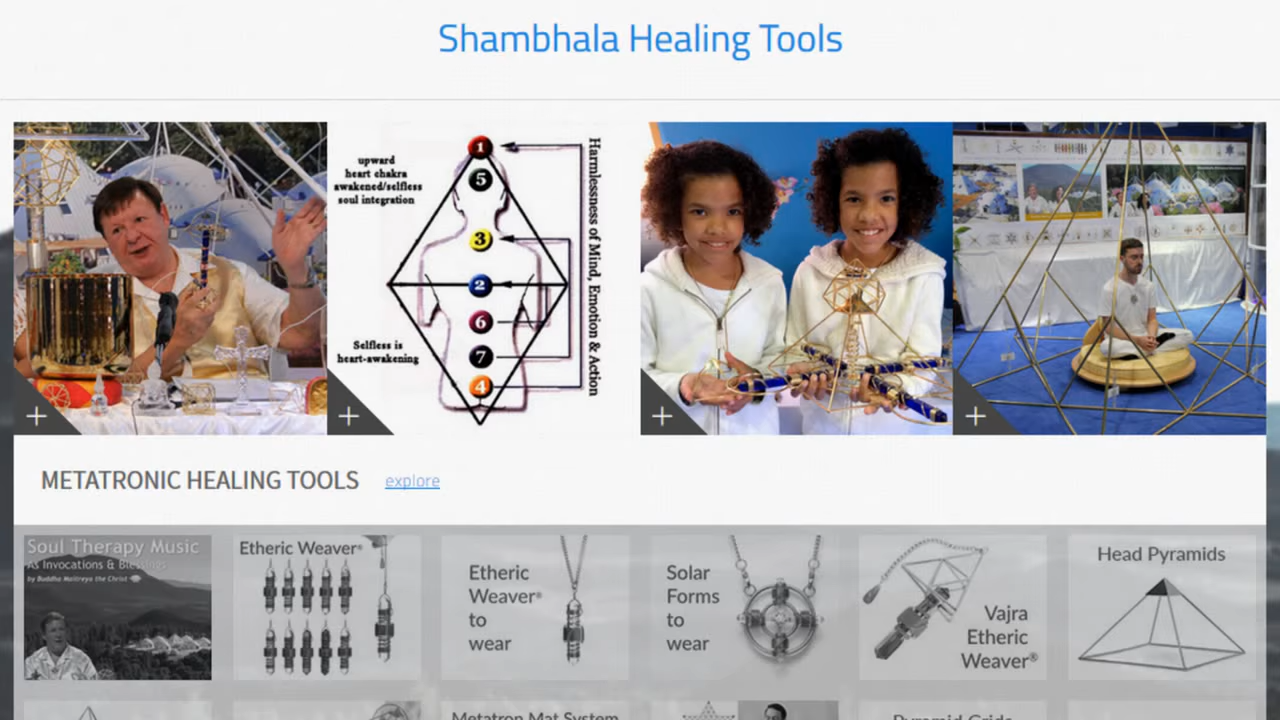 Shambhala Healing Tools
upward
heart chakra
awakened/selfless
soul integration
1
5
3
2
6
7
4
Selfless is
heart-awakening
Harmlessness of Mind, Emotion & Action
METATRONIC HEALING TOOLS explore
Soul Therapy Music
As Invocations & Blessings
by Buddha Maitreya the Christ
Etheric Weaver®
Etheric
Weaver®
to
wear
Solar
Forms
to
wear
Vajra
Etheric
Weaver®
Head Pyramids
Metatron Mat System
Pyramid Grids